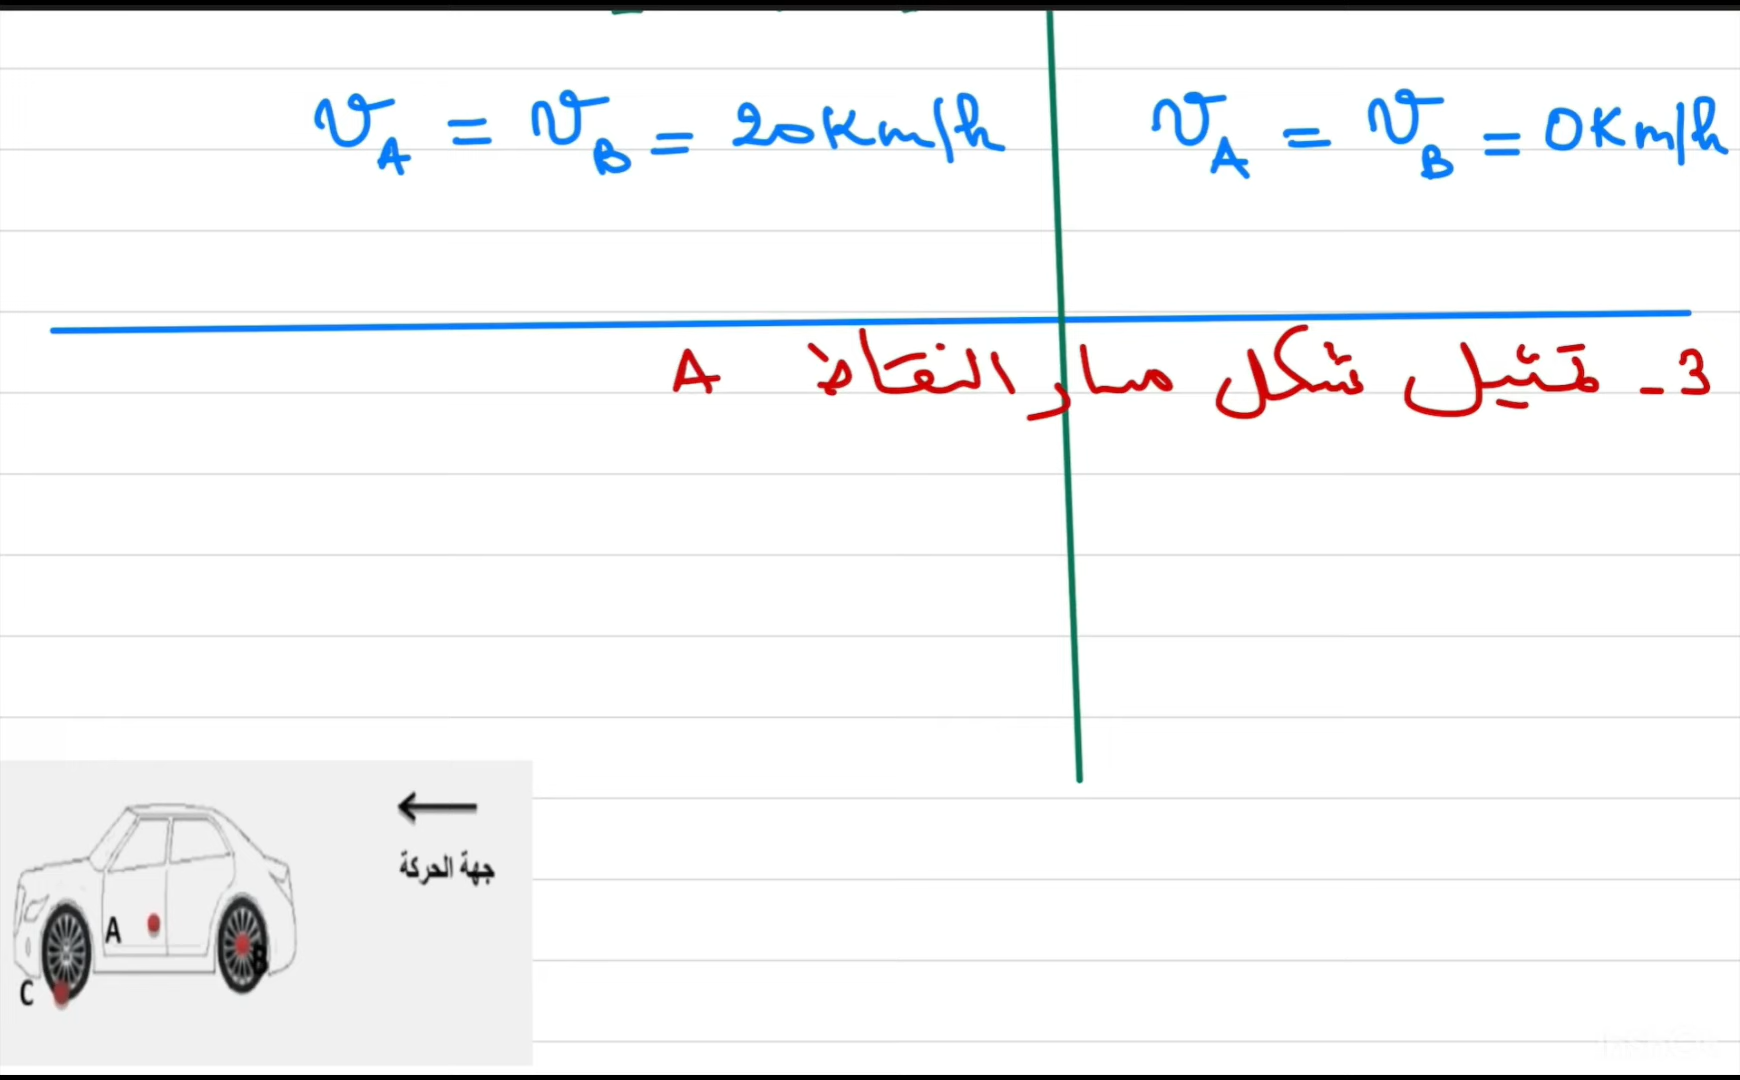 V_A = V_B = 20Km/h
V_A = V_B = 0Km/h
3- تمثيل شكل مسار النقاط A
جهة الحركة
A
B
C